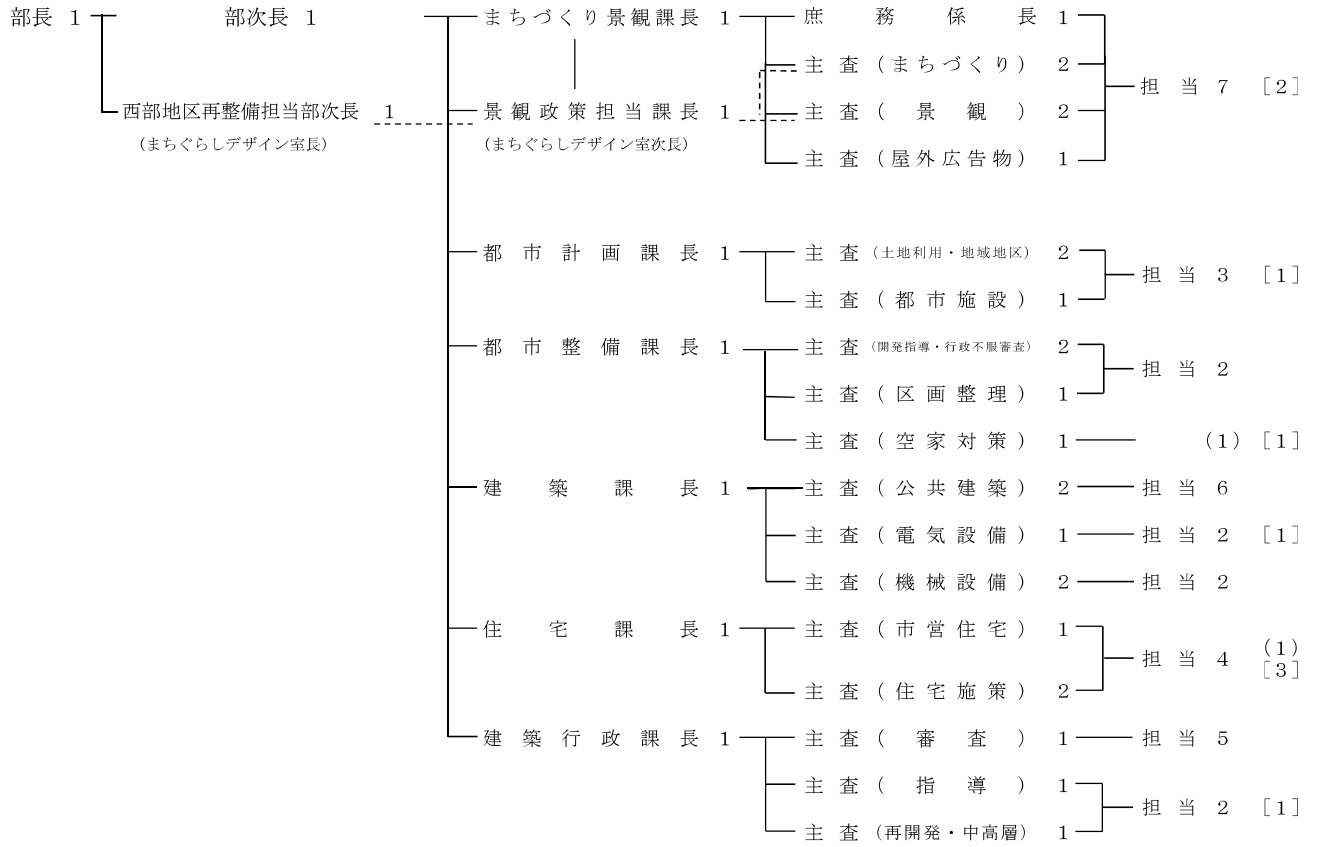 部長 1 部次長 1 まちづくり景観課長 1 庶務係長 1
主査（まちづくり） 2
担当 7 ［2］
西部地区再整備担当部次長 1 景観政策担当課長 1 主査（景観） 2
（まちぐらしデザイン室長） （まちぐらしデザイン室次長）
主査（屋外広告物） 1
都市計画課長 1 主査（土地利用・地域地区） 2
担当 3 ［1］
主査（都市施設） 1
都市整備課長 1 主査（開発指導・行政不服審査） 2
担当 2
主査（区画整理） 1
主査（空家対策） 1 （1）［1］
建築課長 1 主査（公共建築） 2 担当 6
主査（電気設備） 1 担当 2 ［1］
主査（機械設備） 2 担当 2
住宅課長 1 主査（市営住宅） 1
（1）
担当 4
［3］
主査（住宅施策） 2
建築行政課長 1 主査（審査） 1 担当 5
主査（指導） 1
担当 2 ［1］
主査（再開発・中高層） 1